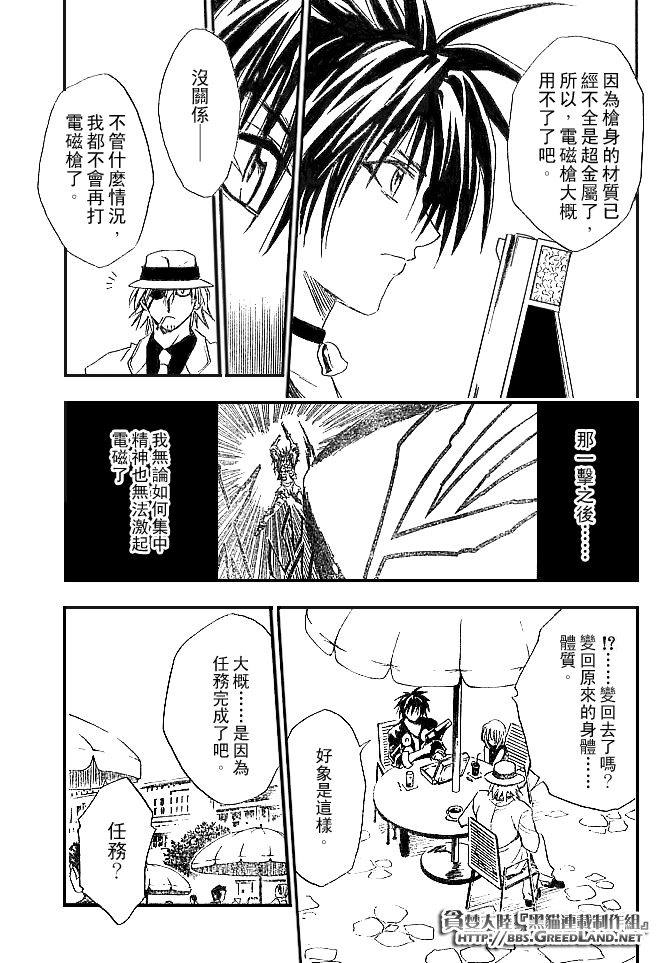 因為槍身的材質已
經不全是超金屬了，
所以，電磁槍大概
用不了了吧。
沒關係——
不管什麼情況，
我都不會再打
電磁槍了。
那一擊之後……
我無論如何集中
精神也無法激起
電磁了
!?……變回去了嗎？
變回原來的身體……
體質。
好象是這樣。
大概……是因為
任務完成了吧。
任務？
貪婪大陸『黑貓連載制作組』
HTTP://BBS.GREEDLAND.NET